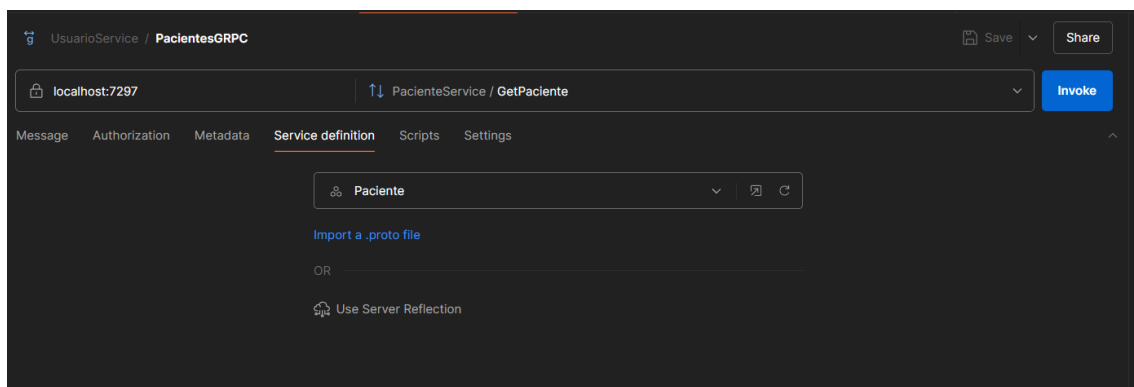 UsuarioService / PacientesGRPC Save Share
localhost:7297 PacienteService / GetPaciente Invoke
Message Authorization Metadata Service definition Scripts Settings
Paciente
Import a .proto file
OR
Use Server Reflection